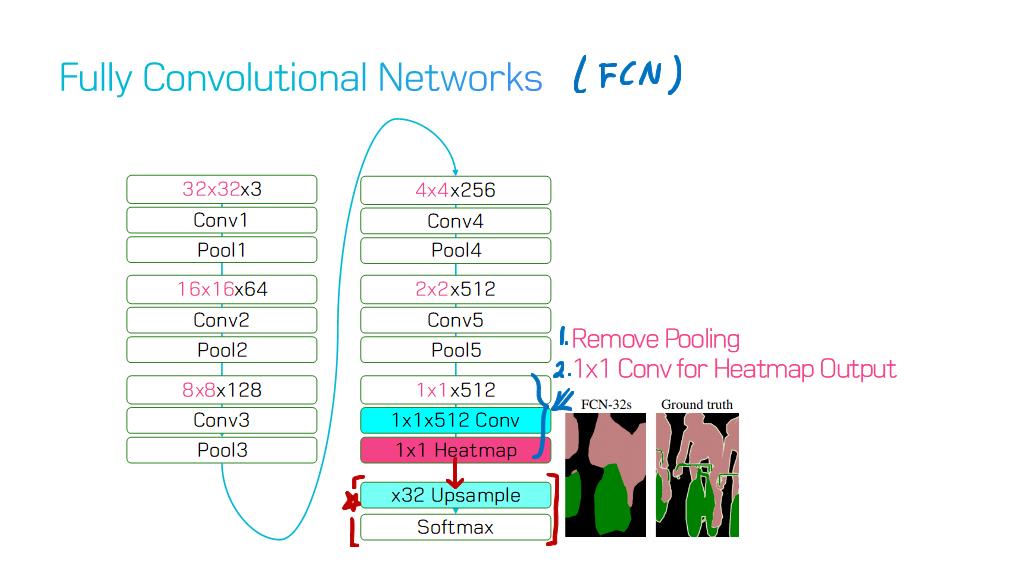 Fully Convolutional Networks (FCN)
32x32x3
Conv1
Pool1
16x16x64
Conv2
Pool2
8x8x128
Conv3
Pool3
4x4x256
Conv4
Pool4
2x2x512
Conv5
Pool5
1x1x512
1x1x512 Conv
1x1 Heatmap
x32 Upsample
Softmax
1. Remove Pooling
2. 1x1 Conv for Heatmap Output
FCN-32s
Ground truth